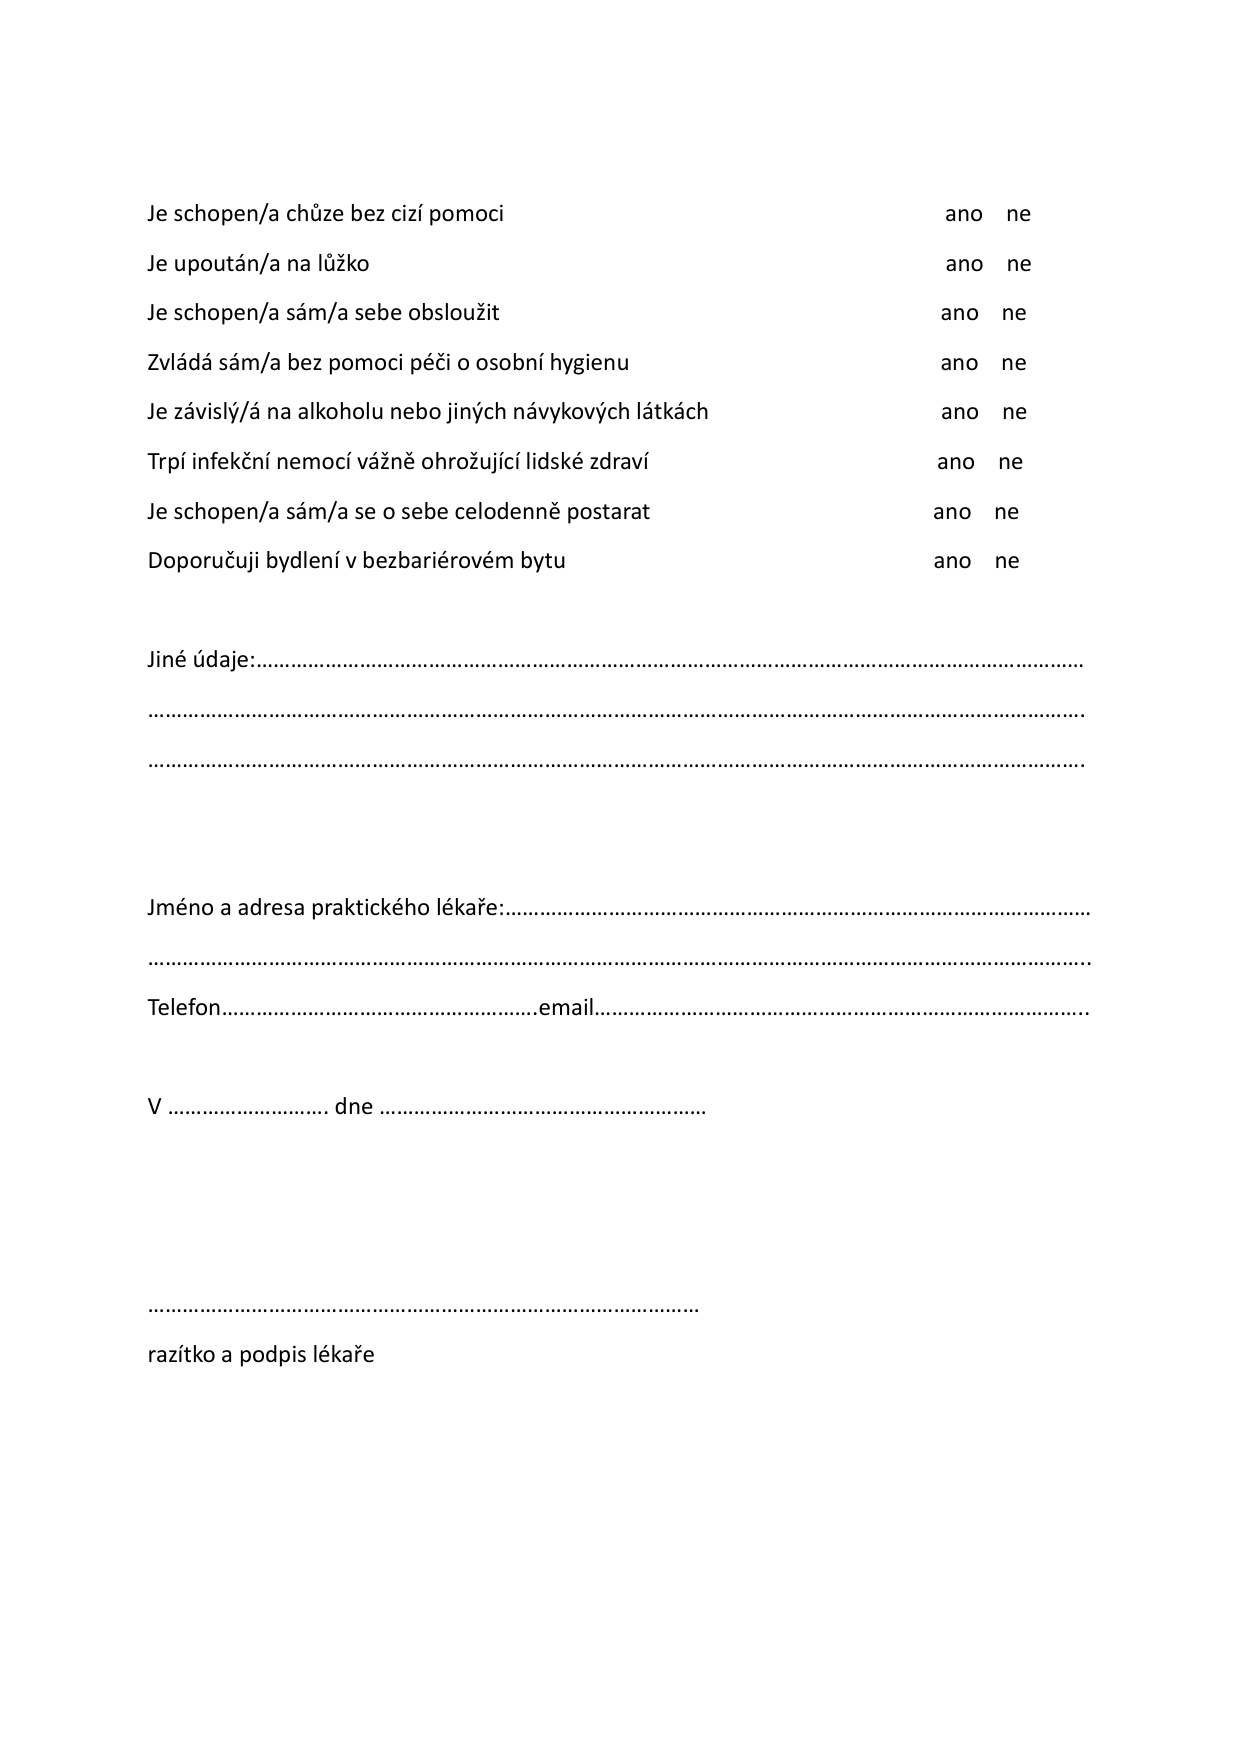 Je schopen/a chůze bez cizí pomoci ano ne
Je upoután/a na lůžko ano ne
Je schopen/a sám/a sebe obsloužit ano ne
Zvládá sám/a bez pomoci péči o osobní hygienu ano ne
Je závislý/á na alkoholu nebo jiných návykových látkách ano ne
Trpí infekční nemocí vážně ohrožující lidské zdraví ano ne
Je schopen/a sám/a se o sebe celodenně postarat ano ne
Doporučuji bydlení v bezbariérovém bytu ano ne
Jiné údaje:………………………………………………………………………………………………………………………………
……………………………………………………………………………………………………………………………………………….
……………………………………………………………………………………………………………………………………………….
Jméno a adresa praktického lékaře:…………………………………………………………………………………………
………………………………………………………………………………………………………………………………………………..
Telefon……………………………………………….email…………………………………………………………………………..
V ………………………. dne …………………………………………………
……………………………………………………………………………………
razítko a podpis lékaře